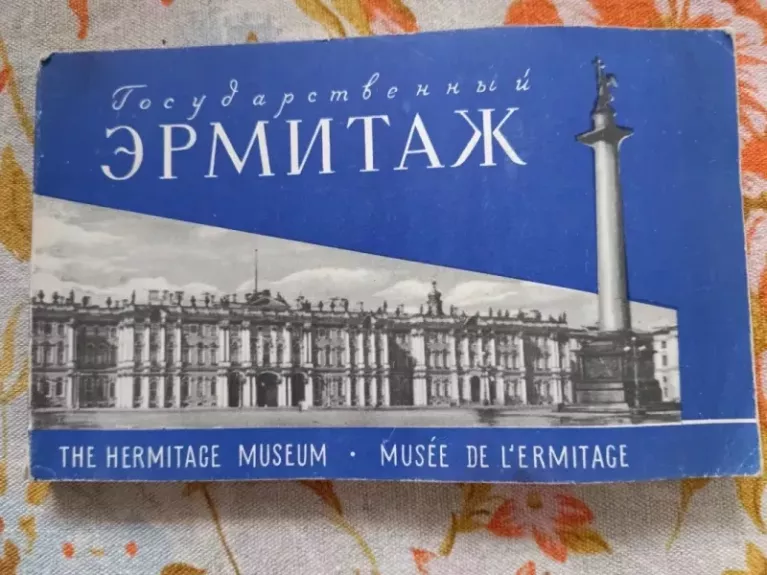 Государственный
ЭРМИТАЖ
THE HERMITAGE MUSEUM · MUSÉE DE L'ERMITAGE